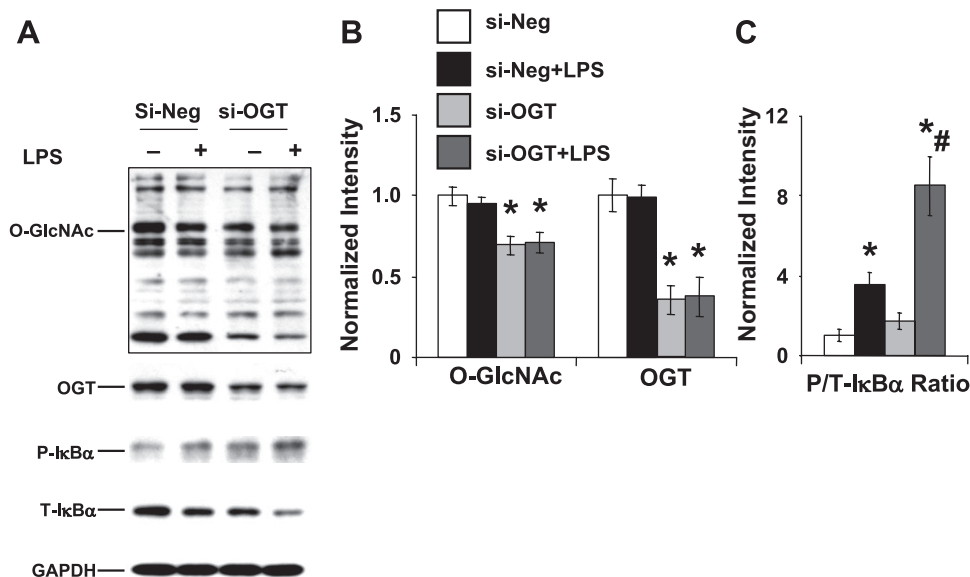 A
Si-Neg si-OGT
LPS – + – +
O-GlcNAc
OGT
P-IκBα
T-IκBα
GAPDH
B
si-Neg
si-Neg+LPS
si-OGT
si-OGT+LPS
Normalized Intensity
1.5
1.0
0.5
0
* *
* *
O-GlcNAc OGT
C
Normalized Intensity
12
8
4
0
*
*#
P/T-IκBα Ratio